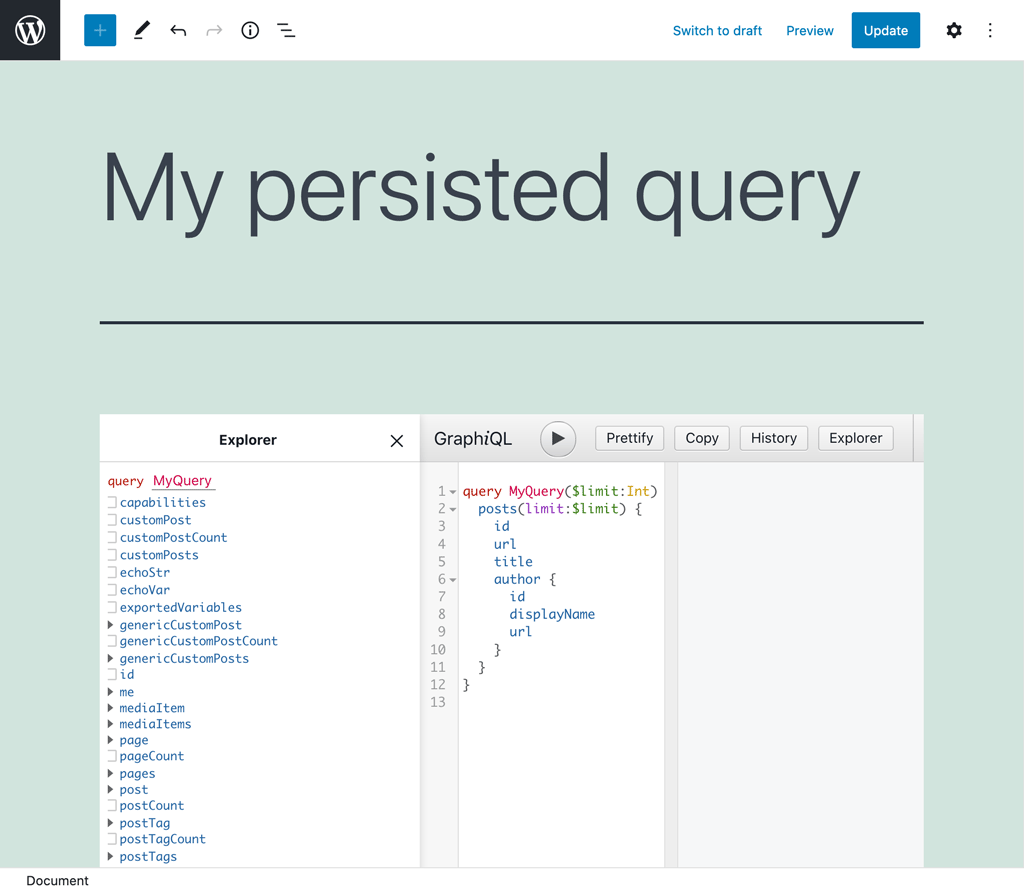 Switch to draft Preview Update
My persisted query
Explorer
GraphiQL Prettify Copy History Explorer
query MyQuery
capabilities
customPost
customPostCount
customPosts
echoStr
echoVar
exportedVariables
genericCustomPost
genericCustomPostCount
genericCustomPosts
id
me
mediaItem
mediaItems
page
pageCount
pages
post
postCount
postTag
postTagCount
postTags
1 query MyQuery($limit:Int)
2 posts(limit:$limit) {
3 id
4 url
5 title
6 author {
7 id
8 displayName
9 url
10 }
11 }
12 }
13
Document